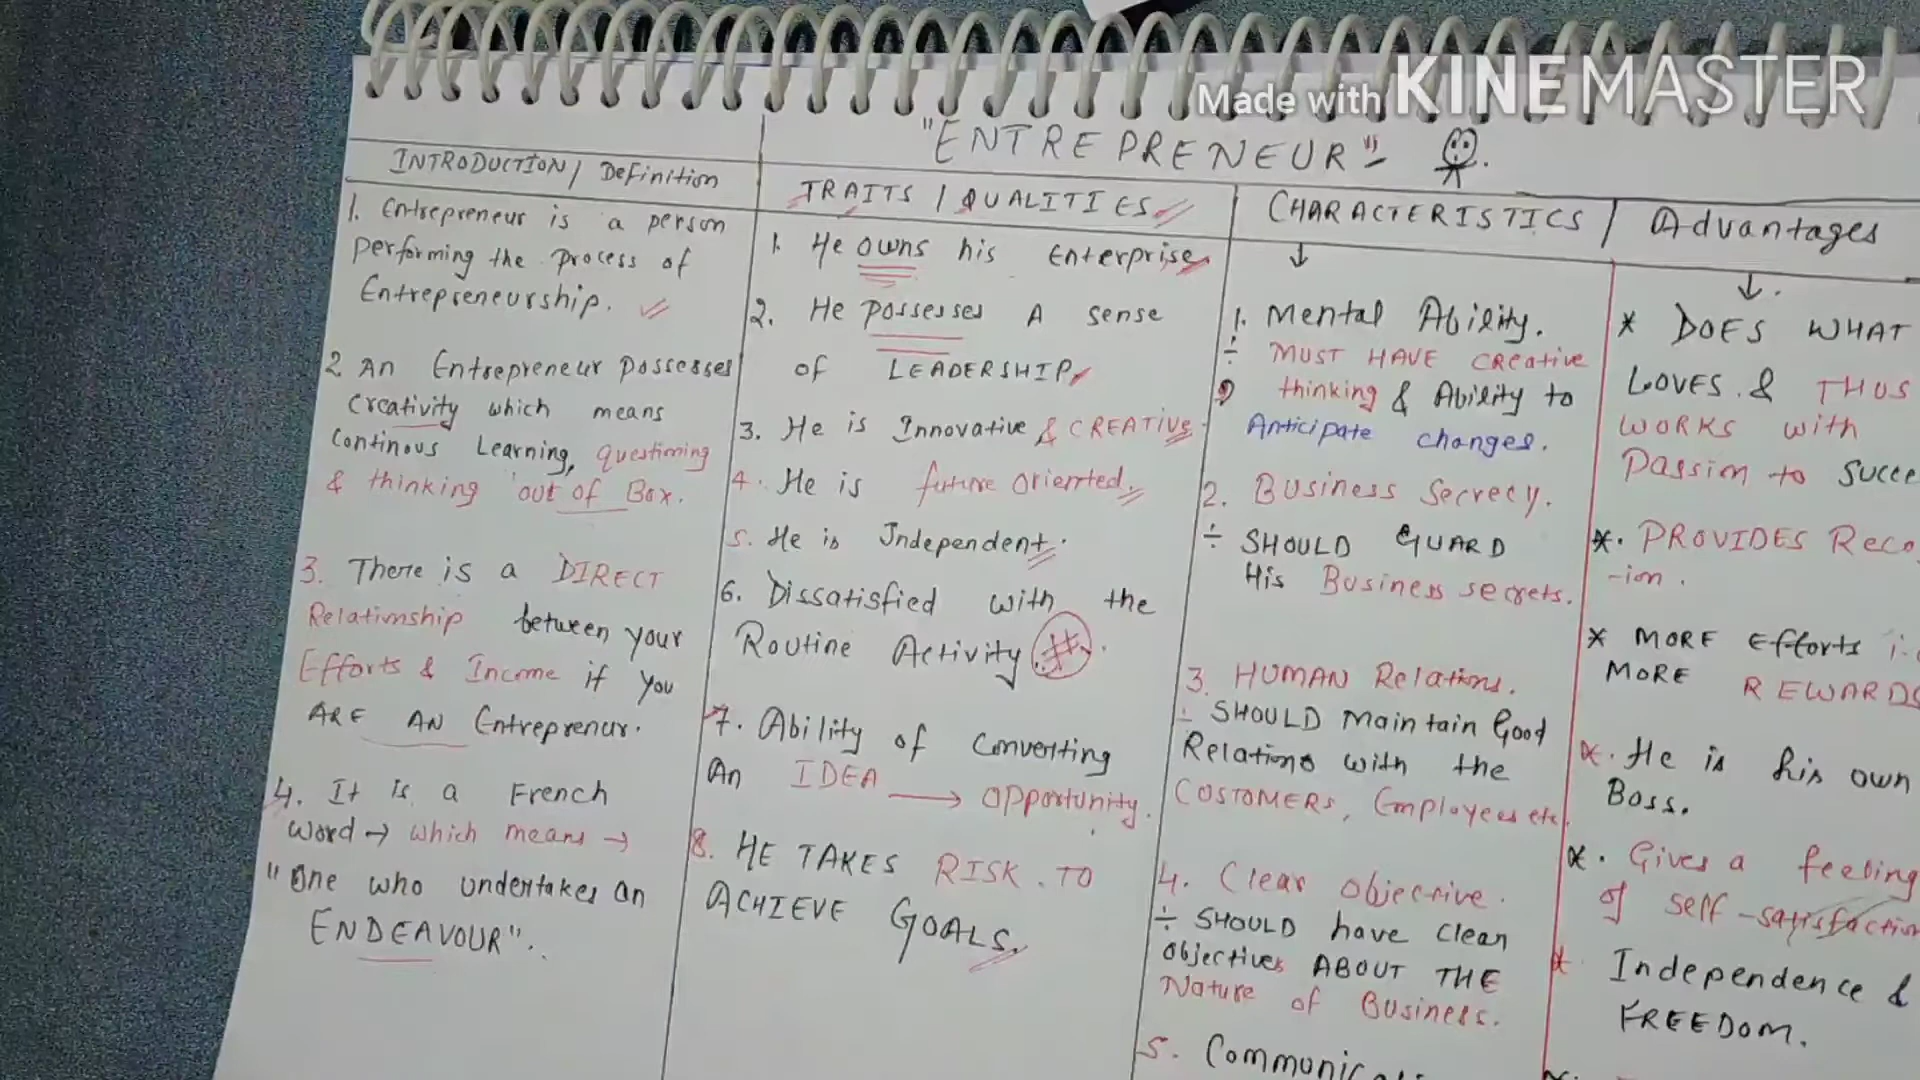 Made with KINEMASTER
"ENTREPRENEUR"
INTRODUCTION / Definition
1. Entrepreneur is a person
performing the process of
Entrepreneurship.
2 An Entrepreneur possesses
creativity which means
continous Learning, questioning
& thinking 'out of Box.
3. There is a DIRECT
Relationship between your
Efforts & Income if you
ARE AN Entreprenur.
4. It is a French
word → which means →
"One who undertakes an
ENDEAVOUR".
TRAITS / QUALITIES
1. He owns his Enterprise
2. He possesses A sense
of LEADERSHIP
3. He is Innovative & CREATIVE
4. He is future oriented.
5. He is Independent.
6. Dissatisfied with the
Routine Activity. #.
7. Ability of converting
An IDEA → opportunity.
8. HE TAKES RISK. TO
ACHIEVE GOALS.
CHARACTERISTICS /
↓
1. Mental Ability.
÷ MUST HAVE creative
thinking & Ability to
Anticipate changes.
2. Business Secrecy.
÷ SHOULD GUARD
His Business secrets.
3. HUMAN Relations.
÷ SHOULD maintain Good
Relations with the
COSTOMERS, Employees etc.
4. Clear Objective.
÷ SHOULD have clear
objectives ABOUT THE
Nature of Business.
5. Communicati
Advantages
↓.
* DOES WHAT
LOVES. & THUS
WORKS with
Passion to Succe
*. PROVIDES Reco
-ion.
* MORE Efforts i.e
MORE REWARDS
*. He is his own
Boss.
*. Gives a feeling
of self-satisfaction
* Independence &
FREEDOM.